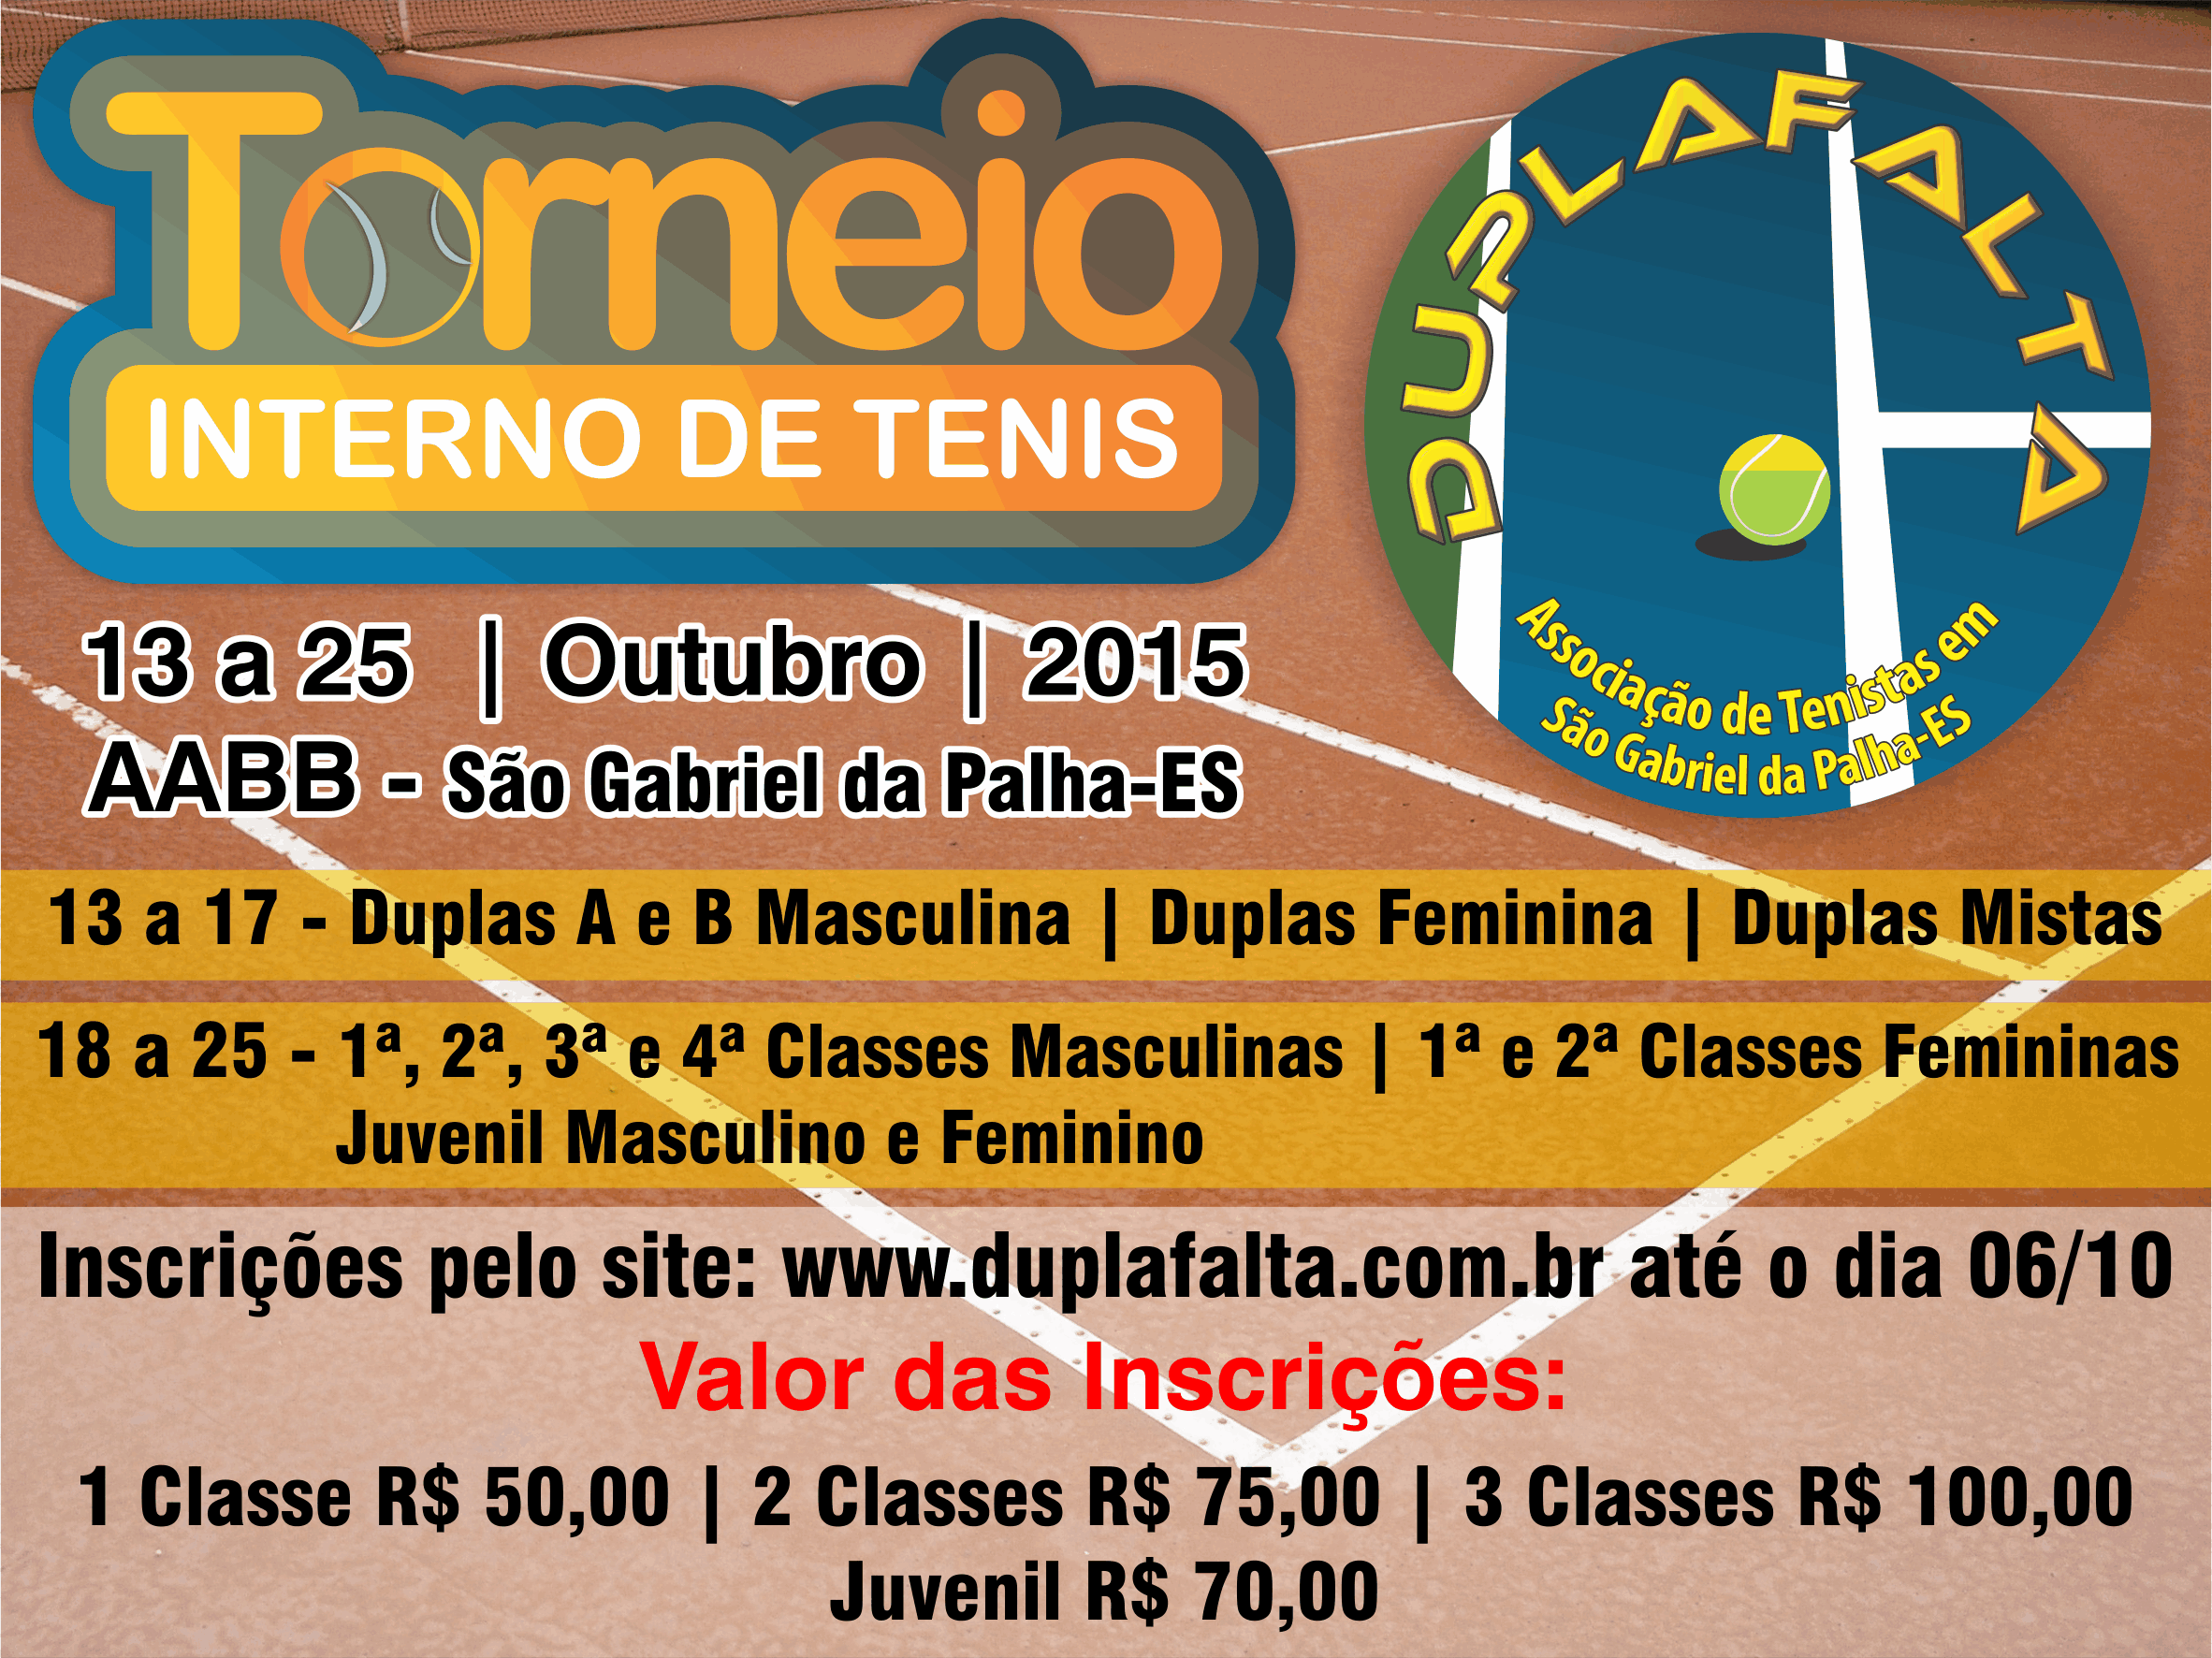 Torneio
INTERNO DE TENIS
DUPLAFALTA
Associação de Tenistas em
São Gabriel da Palha-ES
13 a 25 | Outubro | 2015
AABB - São Gabriel da Palha-ES
13 a 17 - Duplas A e B Masculina | Duplas Feminina | Duplas Mistas
18 a 25 - 1ª, 2ª, 3ª e 4ª Classes Masculinas | 1ª e 2ª Classes Femininas
Juvenil Masculino e Feminino
Inscrições pelo site: www.duplafalta.com.br até o dia 06/10
Valor das Inscrições:
1 Classe R$ 50,00 | 2 Classes R$ 75,00 | 3 Classes R$ 100,00
Juvenil R$ 70,00